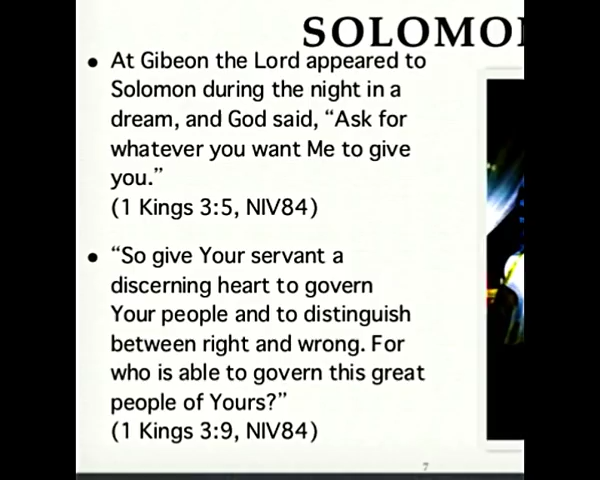 SOLOMO
• At Gibeon the Lord appeared to
Solomon during the night in a
dream, and God said, “Ask for
whatever you want Me to give
you.”
(1 Kings 3:5, NIV84)
• “So give Your servant a
discerning heart to govern
Your people and to distinguish
between right and wrong. For
who is able to govern this great
people of Yours?”
(1 Kings 3:9, NIV84)
7